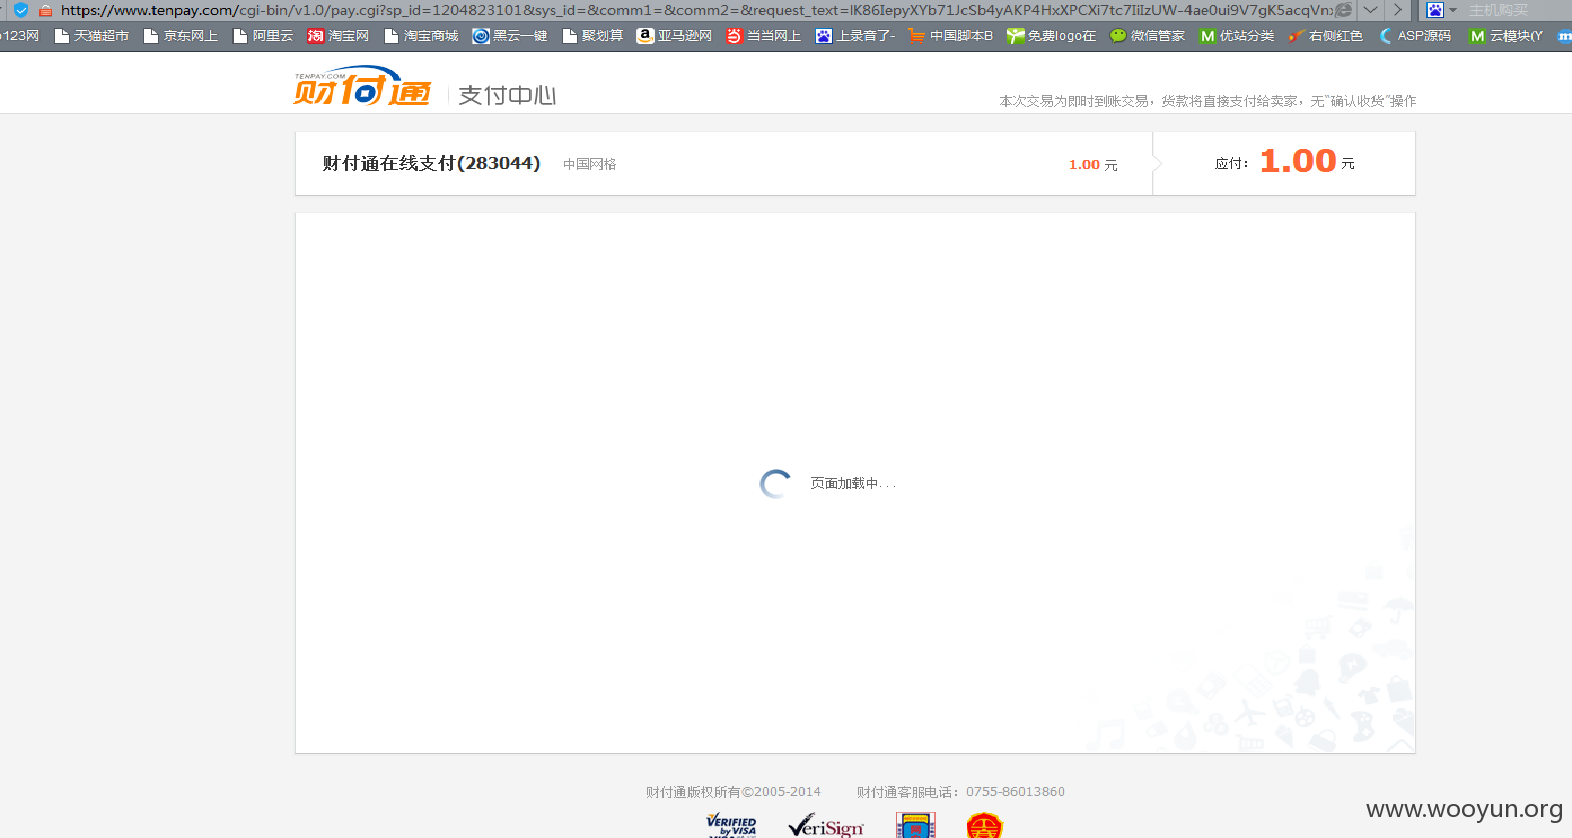 https://www.tenpay.com/cgi-bin/v1.0/pay.cgi?sp_id=1204823101&sys_id=&comm1=&comm2=&request_text= 主机购买
123网 天猫超市 京东网上 阿里云 淘宝网 淘宝商城 黑云一键 聚划算 亚马逊网 当当网上 上录音了- 中国脚本B 免费logo在 微信管家 优站分类 右侧红色 ASP源码 云模块(Y
TENPAY.COM
财付通 支付中心
本次交易为即时到账交易，货款将直接支付给卖家，无"确认收货"操作
财付通在线支付(283044) 中国网格 1.00 元 应付： 1.00 元
页面加载中...
财付通版权所有©2005-2014 财付通客服电话：0755-86013860
VERIFIED by VISA VeriSign
www.wooyun.org